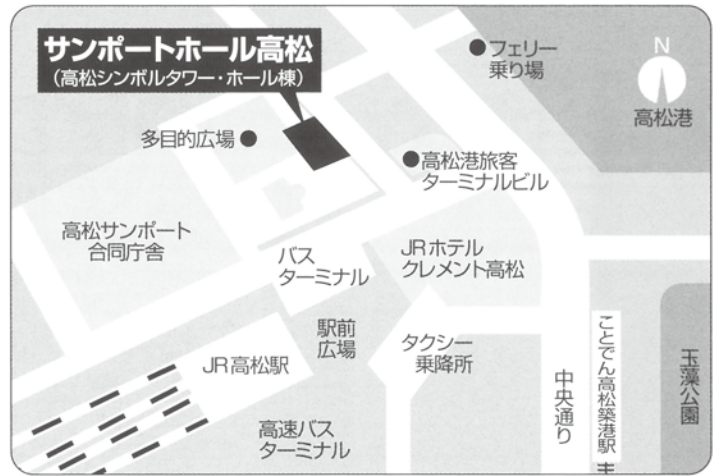 サンポートホール高松
(高松シンボルタワー・ホール棟)
フェリー
乗り場
N
高松港
多目的広場
高松港旅客
ターミナルビル
高松サンポート
合同庁舎
バス
ターミナル
JRホテル
クレメント高松
駅前
広場
タクシー
乗降所
JR高松駅
高速バス
ターミナル
中央通り
ことでん高松築港駅
玉藻公園